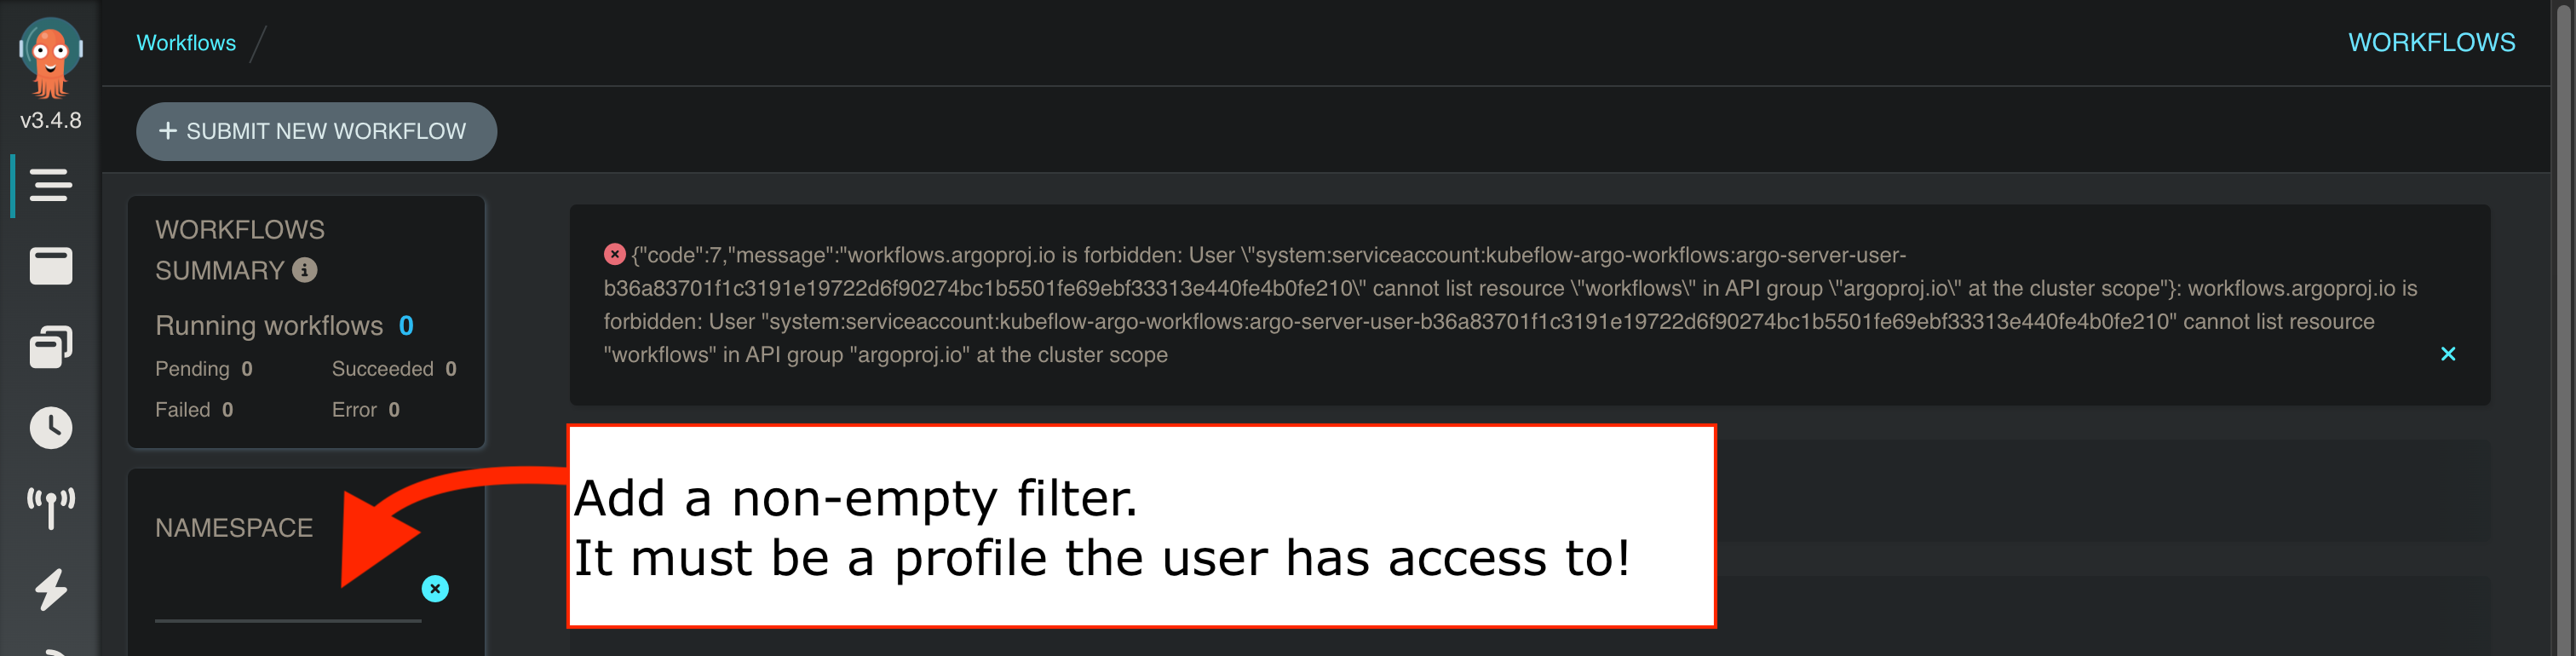 v3.4.8
Workflows
WORKFLOWS
+ SUBMIT NEW WORKFLOW
WORKFLOWS
SUMMARY
Running workflows 0
Pending 0 Succeeded 0
Failed 0 Error 0
NAMESPACE
{"code":7,"message":"workflows.argoproj.io is forbidden: User \"system:serviceaccount:kubeflow-argo-workflows:argo-server-user-
b36a83701f1c3191e19722d6f90274bc1b5501fe69ebf33313e440fe4b0fe210\" cannot list resource \"workflows\" in API group \"argoproj.io\" at the cluster scope"}: workflows.argoproj.io is
forbidden: User "system:serviceaccount:kubeflow-argo-workflows:argo-server-user-b36a83701f1c3191e19722d6f90274bc1b5501fe69ebf33313e440fe4b0fe210" cannot list resource
"workflows" in API group "argoproj.io" at the cluster scope
Add a non-empty filter.
It must be a profile the user has access to!